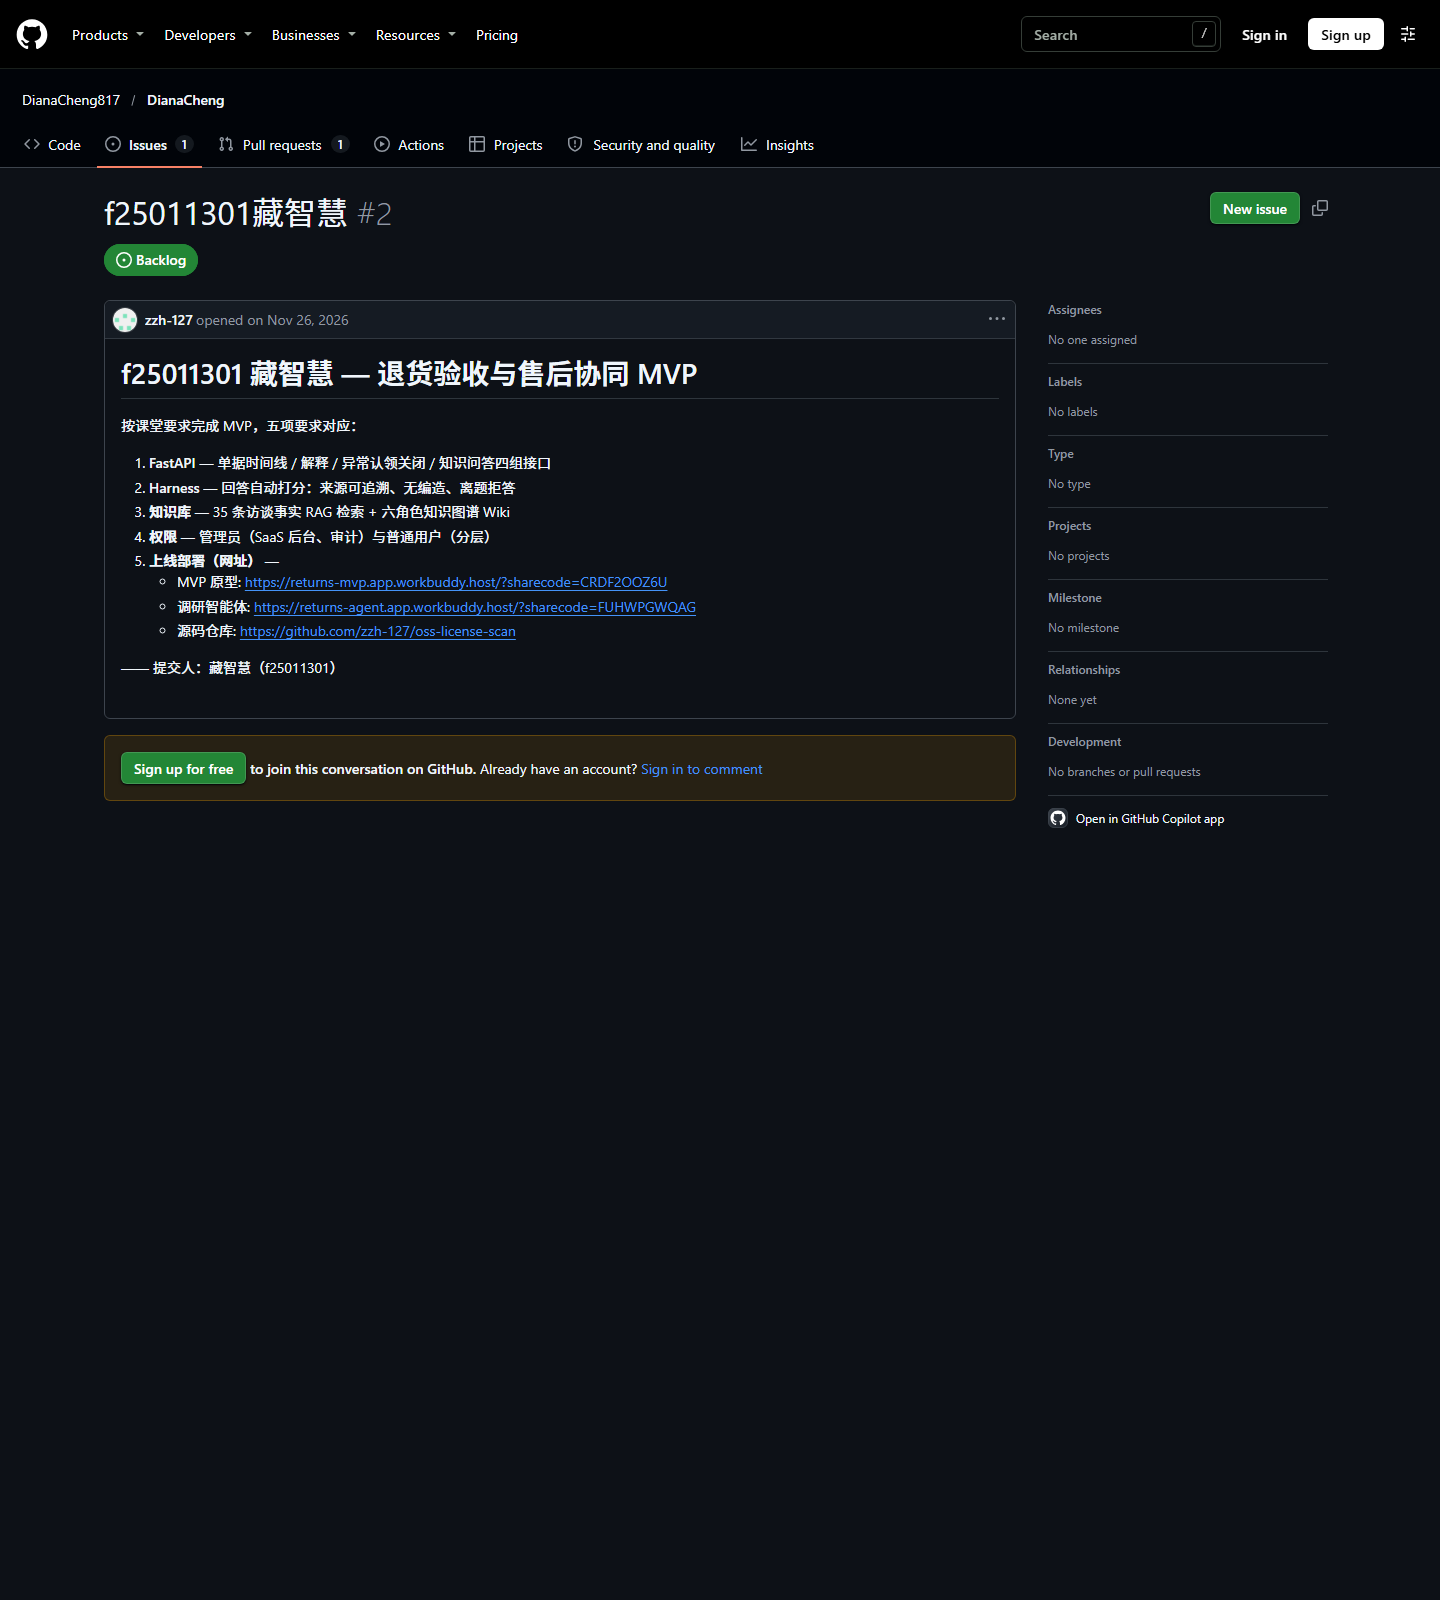 Products
Developers
Businesses
Resources
Pricing
Search
/
Sign in
Sign up
DianaCheng817 / DianaCheng
Code
Issues 1
Pull requests 1
Actions
Projects
Security and quality
Insights
f25011301藏智慧 #2
New issue
Backlog
zzh-127 opened on Nov 26, 2026
f25011301 藏智慧 — 退货验收与售后协同 MVP
按课堂要求完成 MVP，五项要求对应：
1. FastAPI — 单据时间线 / 解释 / 异常认领关闭 / 知识问答四组接口
2. Harness — 回答自动打分：来源可追溯、无编造、离题拒答
3. 知识库 — 35 条访谈事实 RAG 检索 + 六角色知识图谱 Wiki
4. 权限 — 管理员（SaaS 后台、审计）与普通用户（分层）
5. 上线部署（网址） —
MVP 原型: https://returns-mvp.app.workbuddy.host/?sharecode=CRDF2OOZ6U
调研智能体: https://returns-agent.app.workbuddy.host/?sharecode=FUHWPGWQAG
源码仓库: https://github.com/zzh-127/oss-license-scan
—— 提交人：藏智慧（f25011301）
Sign up for free to join this conversation on GitHub. Already have an account? Sign in to comment
Assignees
No one assigned
Labels
No labels
Type
No type
Projects
No projects
Milestone
No milestone
Relationships
None yet
Development
No branches or pull requests
Open in GitHub Copilot app